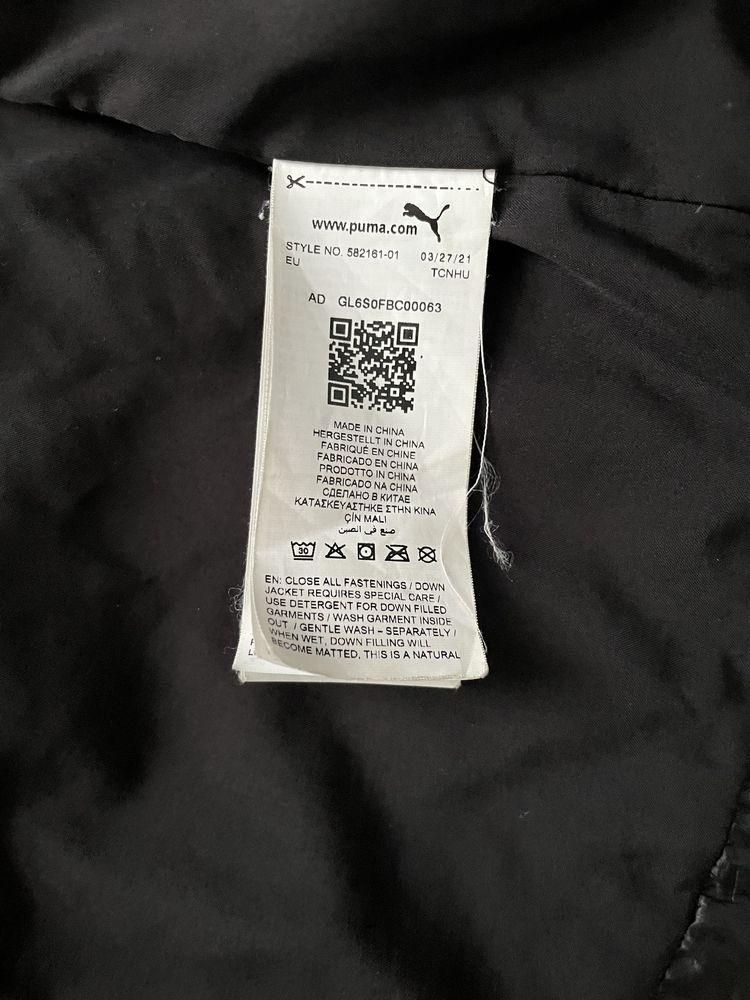 www.puma.com
STYLE NO. 582161-01 03/27/21
EU TCNHU
AD GL6S0FBC00063
MADE IN CHINA
HERGESTELLT IN CHINA
FABRIQUÉ EN CHINE
FABRICADO EN CHINA
PRODOTTO IN CHINA
FABRICADO NA CHINA
СДЕЛАНО В КИТАЕ
ΚΑΤΑΣΚΕΥΑΣΤΗΚΕ ΣΤΗΝ ΚΙΝΑ
ÇİN MALI
صنع في الصين
30
EN: CLOSE ALL FASTENINGS / DOWN
JACKET REQUIRES SPECIAL CARE /
USE DETERGENT FOR DOWN FILLED
GARMENTS / WASH GARMENT INSIDE
OUT / GENTLE WASH – SEPARATELY /
WHEN WET, DOWN FILLING WILL
BECOME MATTED, THIS IS A NATURAL